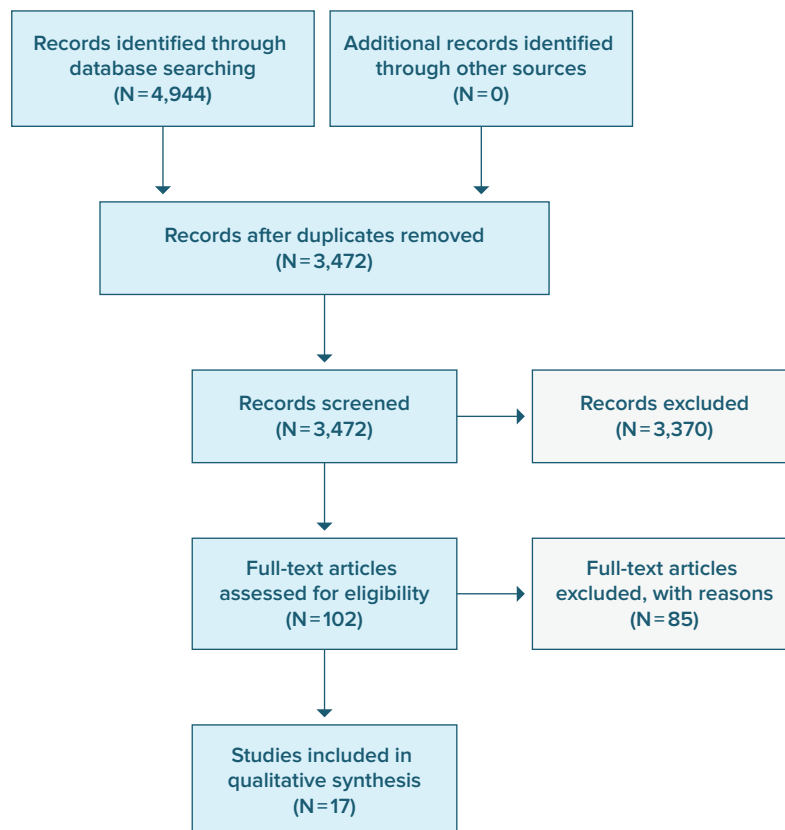 Records identified through
database searching
(N=4,944)
Additional records identified
through other sources
(N=0)
Records after duplicates removed
(N=3,472)
Records screened
(N=3,472)
Records excluded
(N=3,370)
Full-text articles
assessed for eligibility
(N=102)
Full-text articles
excluded, with reasons
(N=85)
Studies included in
qualitative synthesis
(N=17)